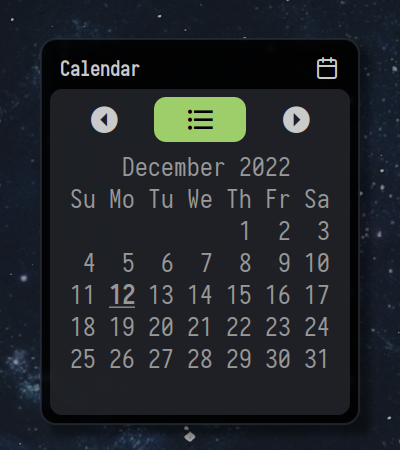 Calendar
December 2022
Su Mo Tu We Th Fr Sa
1 2 3
4 5 6 7 8 9 10
11 12 13 14 15 16 17
18 19 20 21 22 23 24
25 26 27 28 29 30 31